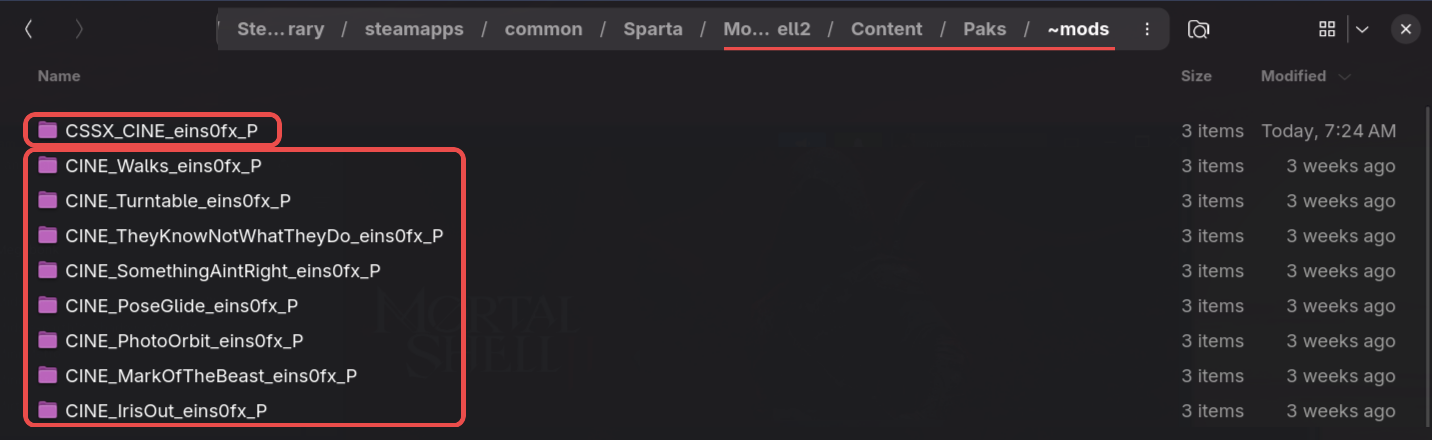 Ste…rary / steamapps / common / Sparta / Mo… ell2 / Content / Paks / ~mods
Name Size Modified
CSSX_CINE_eins0fx_P 3 items Today, 7:24 AM
CINE_Walks_eins0fx_P 3 items 3 weeks ago
CINE_Turntable_eins0fx_P 3 items 3 weeks ago
CINE_TheyKnowNotWhatTheyDo_eins0fx_P 3 items 3 weeks ago
CINE_SomethingAintRight_eins0fx_P 3 items 3 weeks ago
CINE_PoseGlide_eins0fx_P 3 items 3 weeks ago
CINE_PhotoOrbit_eins0fx_P 3 items 3 weeks ago
CINE_MarkOfTheBeast_eins0fx_P 3 items 3 weeks ago
CINE_IrisOut_eins0fx_P 3 items 3 weeks ago
MORTAL
SHELL